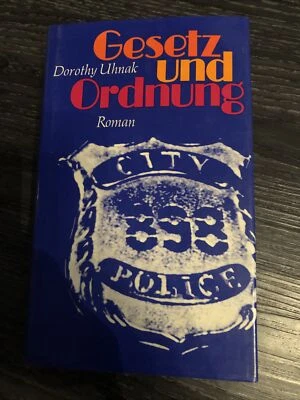 Gesetz
Dorothy Uhnak und
Ordnung
Roman
CITY
898
POLICE